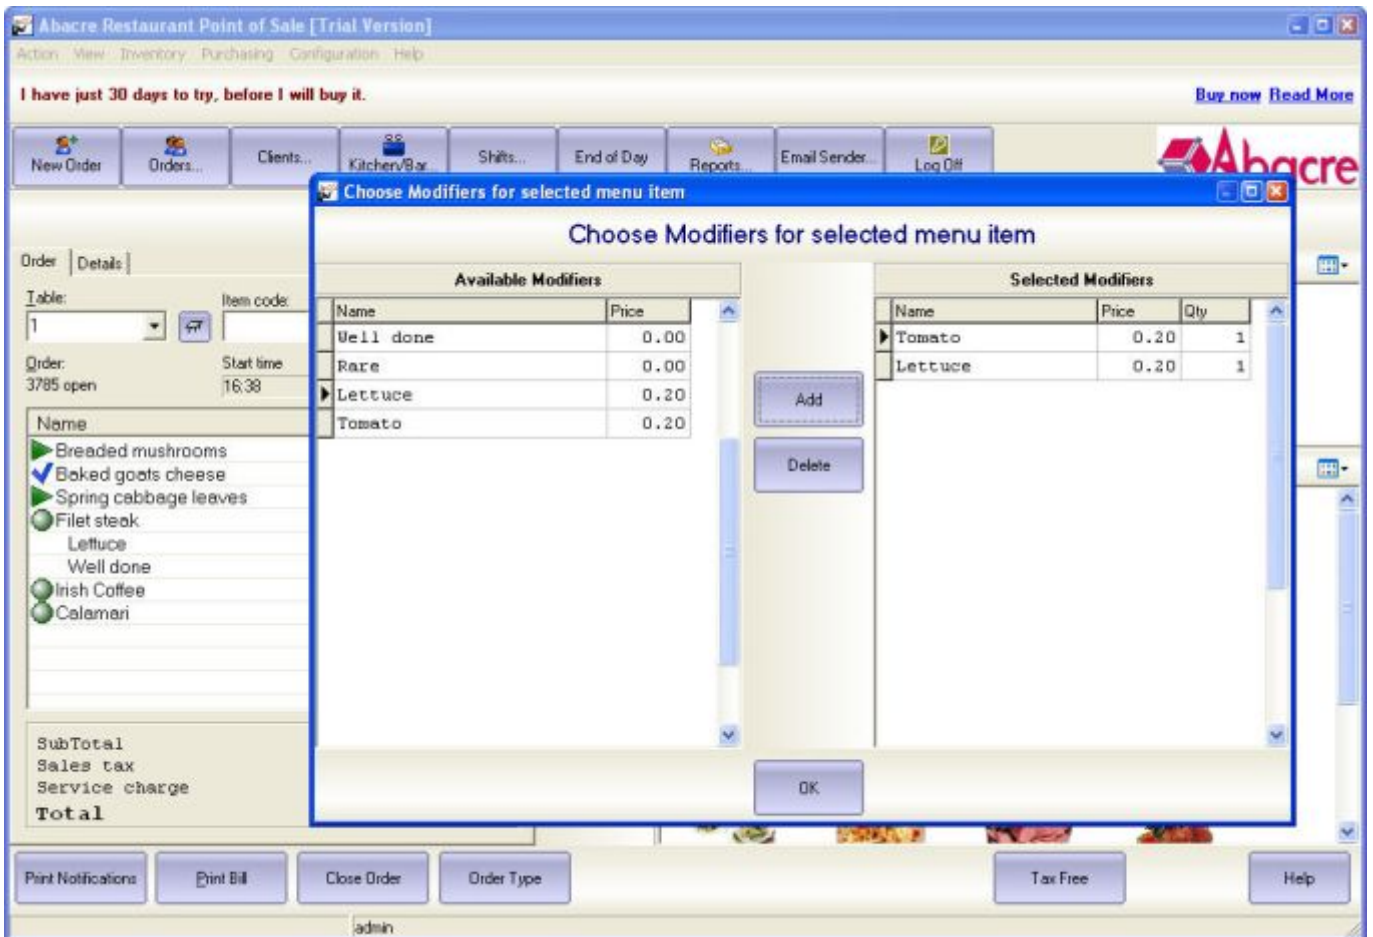 Abacre Restaurant Point of Sale [Trial Version]
Action View Inventory Purchasing Configuration Help
I have just 30 days to try, before I will buy it. Buy now Read More
New Order Orders... Clients... Kitchen/Bar Shifts... End of Day Reports... Email Sender... Log Off Abacre
Choose Modifiers for selected menu item
Choose Modifiers for selected menu item
Order Details
Available Modifiers Selected Modifiers
Table: Item code:
Name Price Name Price Qty
1
Well done 0.00 Tomato 0.20 1
Order: Start time
Rare 0.00 Lettuce 0.20 1
3785 open 16:38
Lettuce 0.20
Add
Name
Tomato 0.20
Breaded mushrooms
Delete
Baked goats cheese
Spring cabbage leaves
Filet steak
Lettuce
Well done
Irish Coffee
Calamari
SubTotal
Sales tax
Service charge
OK
Total
Print Notifications Print Bill Close Order Order Type Tax Free Help
admin